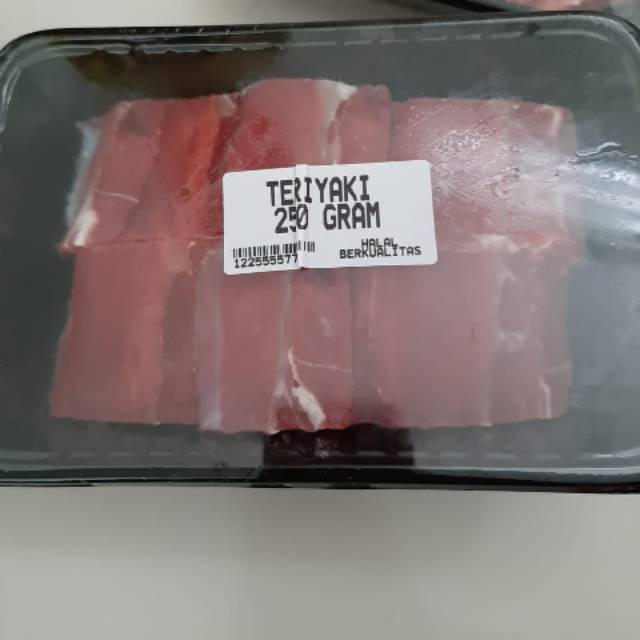 TERIYAKI
250 GRAM
HALAL
122555577 BERKUALITAS